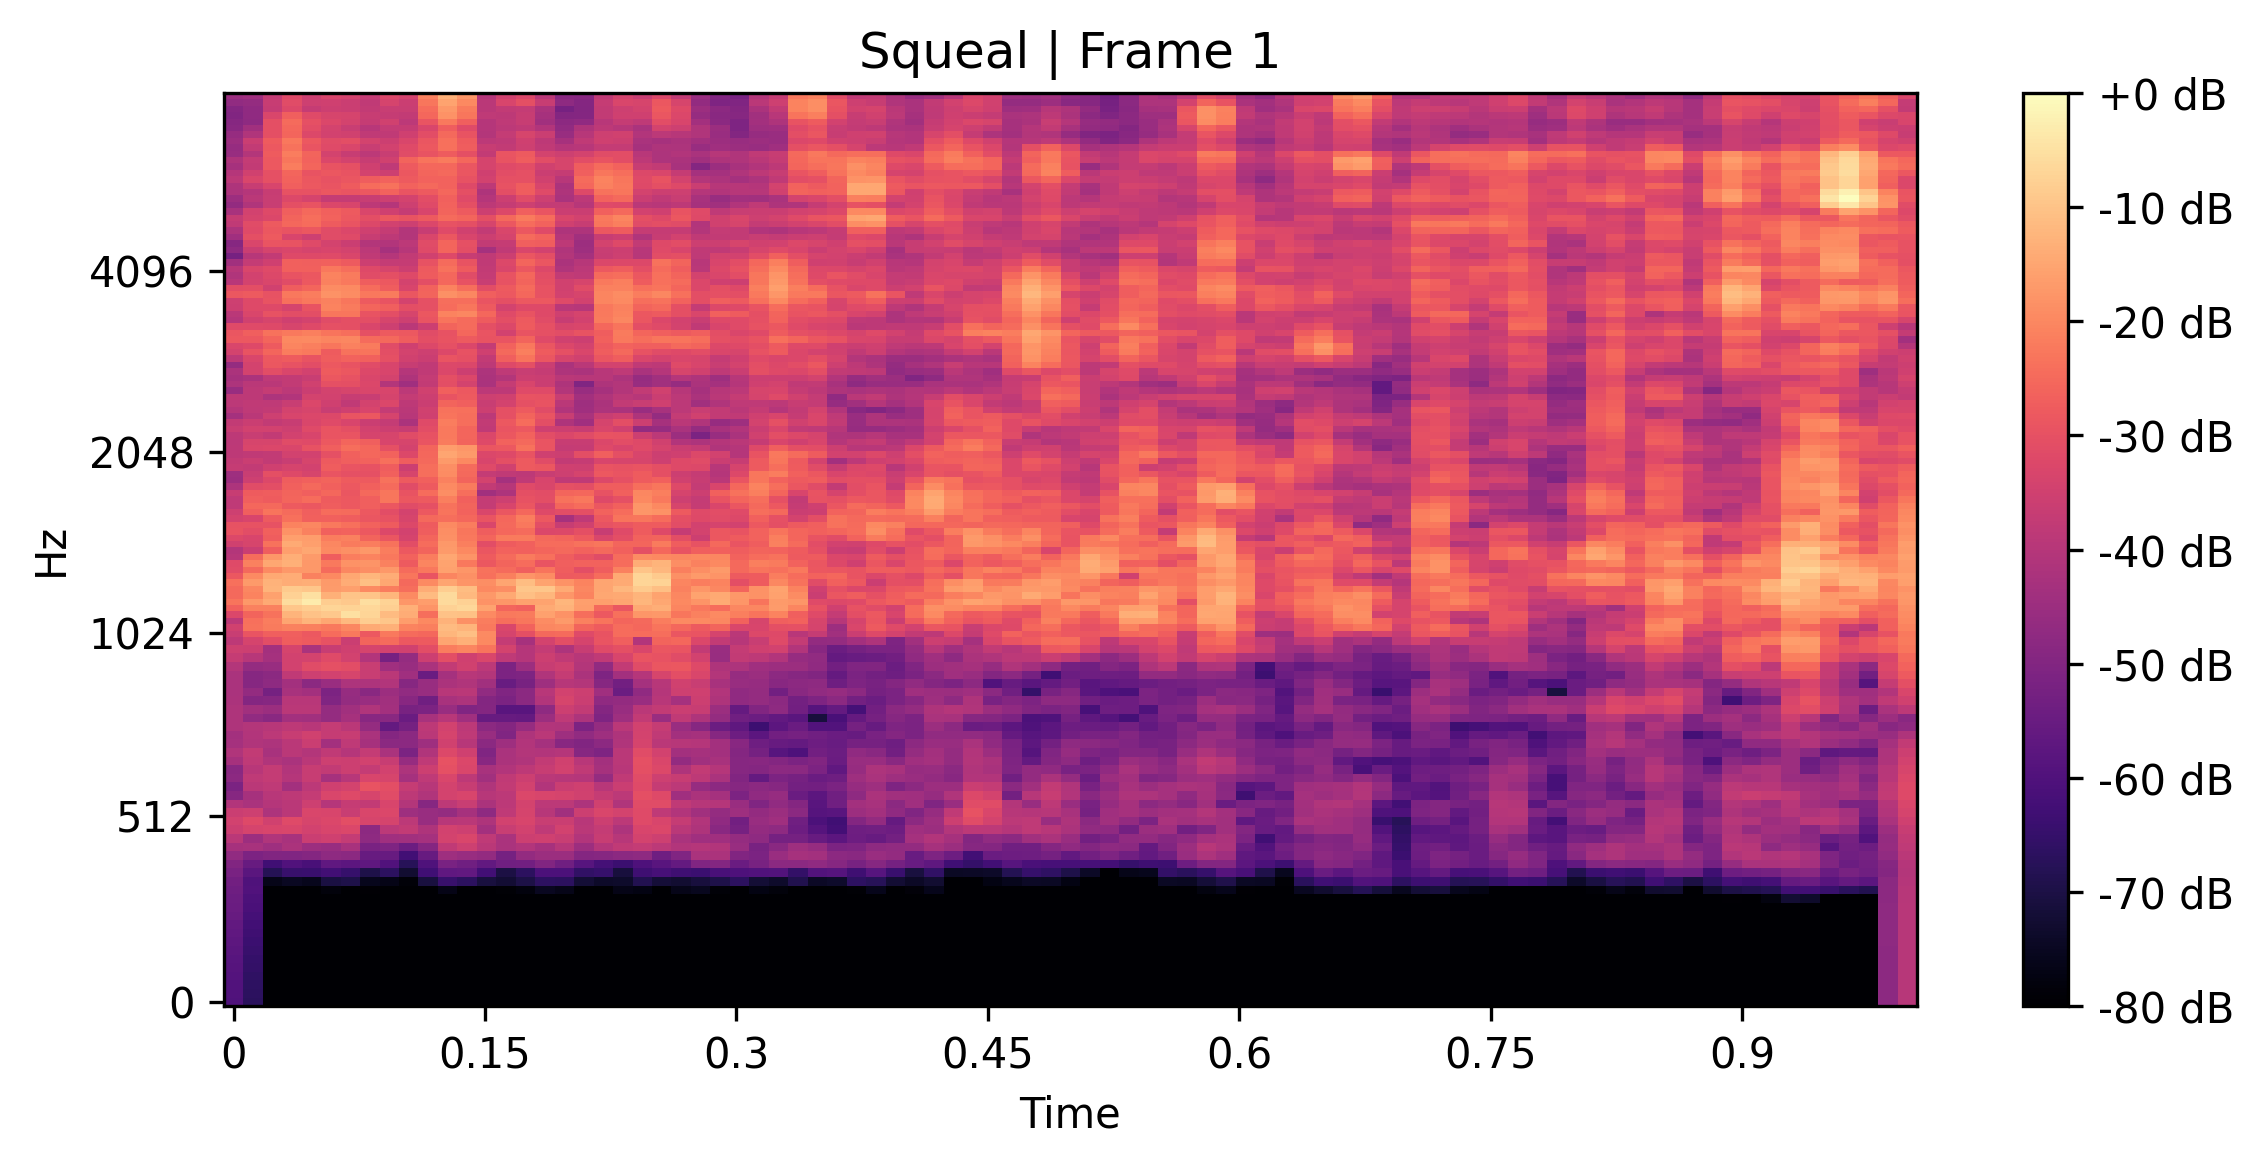 Squeal | Frame 1
Hz
4096
2048
1024
512
0
0 0.15 0.3 0.45 0.6 0.75 0.9
Time
+0 dB
-10 dB
-20 dB
-30 dB
-40 dB
-50 dB
-60 dB
-70 dB
-80 dB